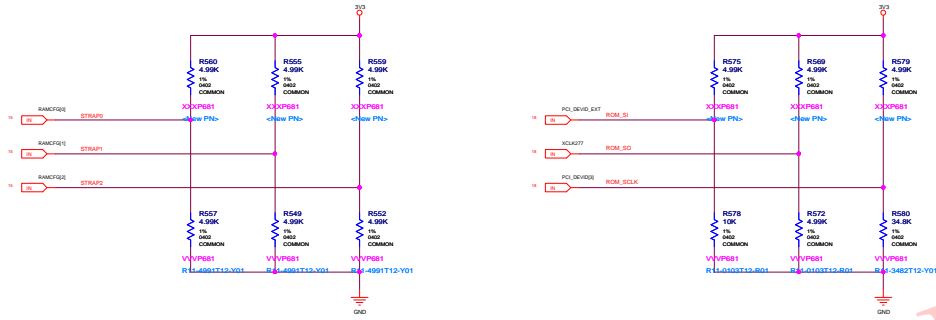 3V3
3V3
R560
4.99K
1%
0402
COMMON
R555
4.99K
1%
0402
COMMON
R559
4.99K
1%
0402
COMMON
R575
4.99K
1%
0402
COMMON
R569
4.99K
1%
0402
COMMON
R579
4.99K
1%
0402
COMMON
XXXP681
XXXP681
XXXP681
XXXP681
XXXP681
XXXP681
<New PN>
<New PN>
<New PN>
<New PN>
<New PN>
<New PN>
RAMCFG[0]
IN
STRAP0
RAMCFG[1]
IN
STRAP1
RAMCFG[2]
IN
STRAP2
PCI_DEVID_EXT
IN
ROM_SI
XCLK277
IN
ROM_SO
PCI_DEVID[3]
IN
ROM_SCLK
R557
4.99K
1%
0402
COMMON
R549
4.99K
1%
0402
COMMON
R552
4.99K
1%
0402
COMMON
R578
10K
1%
0402
COMMON
R572
4.99K
1%
0402
COMMON
R580
34.8K
1%
0402
COMMON
VVVP681
VVVP681
VVVP681
VVVP681
VVVP681
VVVP681
R11-4991T12-Y01
R11-4991T12-Y01
R11-4991T12-Y01
R11-0103T12-R01
R11-0103T12-R01
R11-3482T12-Y01
GND
GND